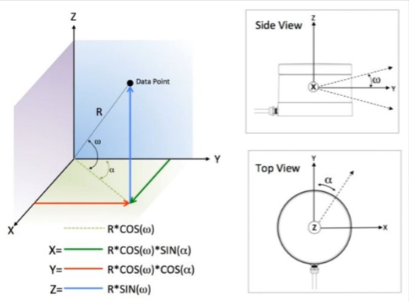 Z
Data Point
R
ω
α
Y
X
R*COS(ω)
X= R*COS(ω)*SIN(α)
Y= R*COS(ω)*COS(α)
Z= R*SIN(ω)
Side View
Z
ω
X
Y
Top View
Y
α
Z
X